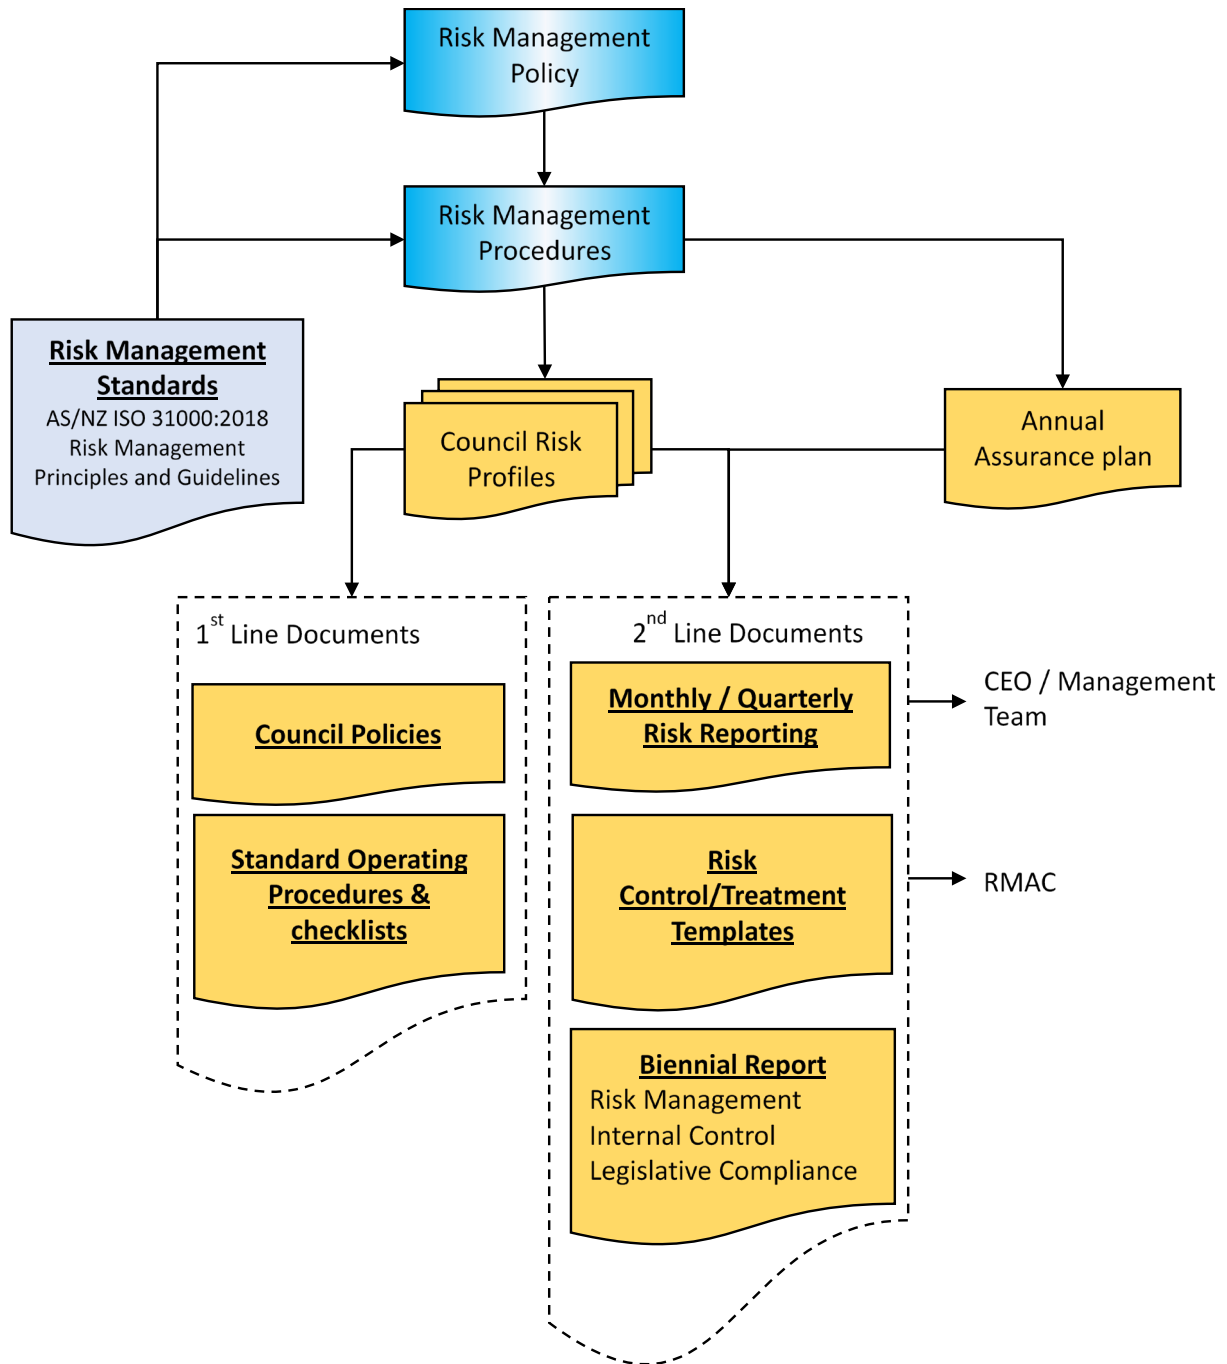 Risk Management
Policy
Risk Management
Procedures
Risk Management
Standards
AS/NZ ISO 31000:2018
Risk Management
Principles and Guidelines
Council Risk
Profiles
Annual
Assurance plan
1st Line Documents
Council Policies
Standard Operating
Procedures &
checklists
2nd Line Documents
Monthly / Quarterly
Risk Reporting
Risk
Control/Treatment
Templates
Biennial Report
Risk Management
Internal Control
Legislative Compliance
CEO / Management
Team
RMAC